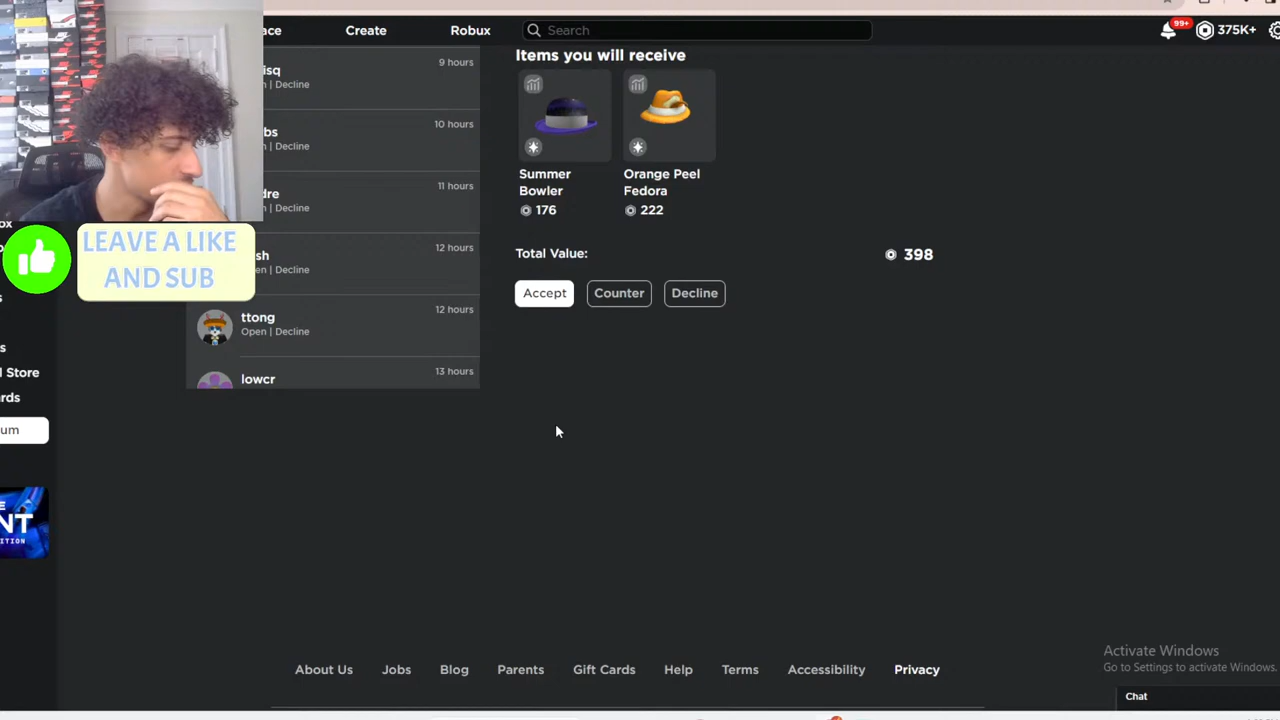 ace
Create
Robux
Search
99+
375K+
isq
9 hours
n | Decline
bs
10 hours
n | Decline
dre
11 hours
n | Decline
sh
12 hours
en | Decline
ttong
12 hours
Open | Decline
lowcr
13 hours
Items you will receive
Summer
Bowler
176
Orange Peel
Fedora
222
Total Value:
398
Accept
Counter
Decline
LEAVE A LIKE
AND SUB
ox
s
s
l Store
rds
um
E
NT
ITION
About Us
Jobs
Blog
Parents
Gift Cards
Help
Terms
Accessibility
Privacy
Activate Windows
Go to Settings to activate Windows.
Chat